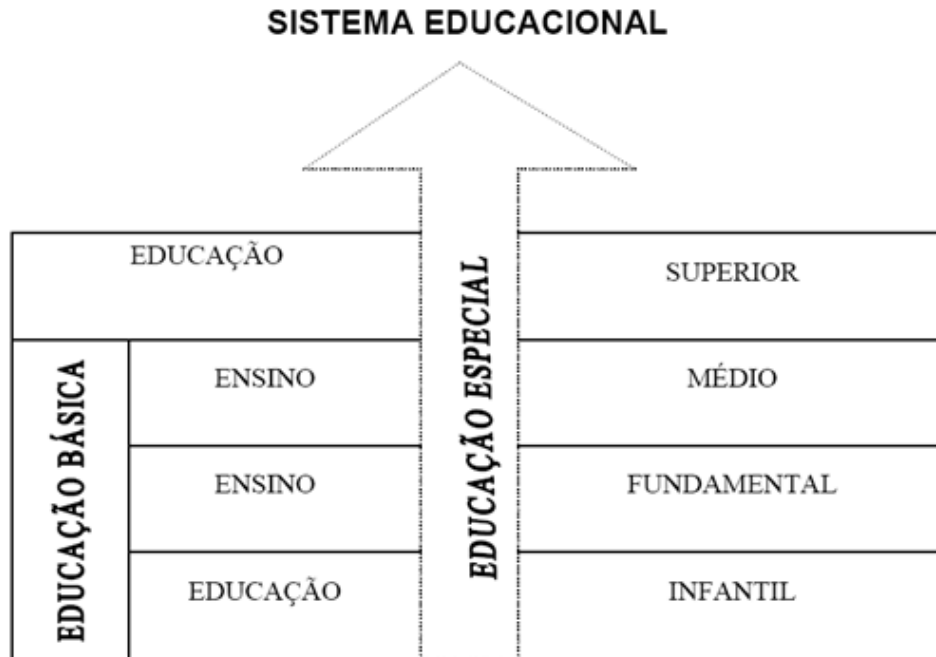 SISTEMA EDUCACIONAL
EDUCAÇÃO
SUPERIOR
EDUCAÇÃO BÁSICA
EDUCAÇÃO ESPECIAL
ENSINO
MÉDIO
ENSINO
FUNDAMENTAL
EDUCAÇÃO
INFANTIL